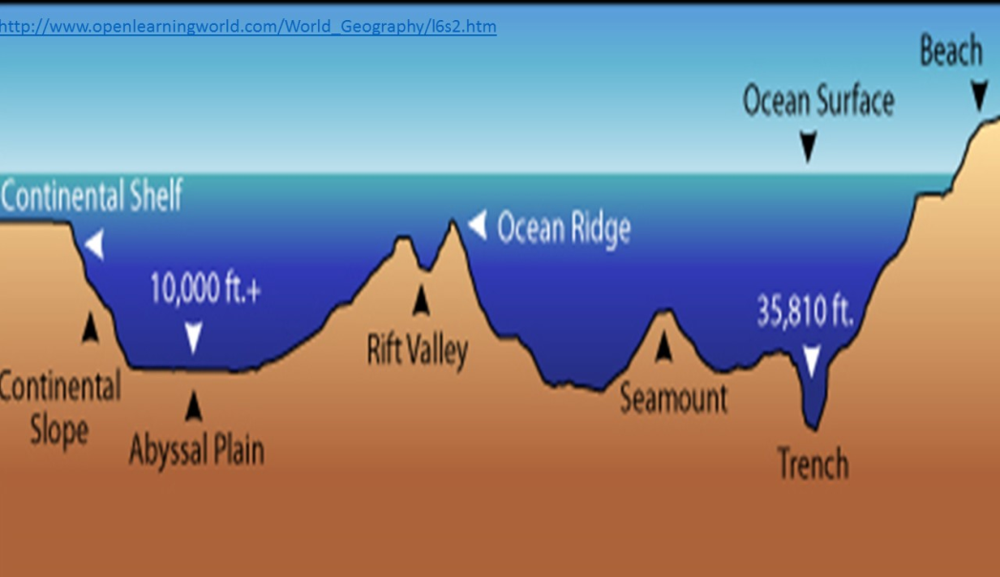 http://www.openlearningworld.com/World_Geography/l6s2.htm
Beach
Ocean Surface
Continental Shelf
Ocean Ridge
10,000 ft.+
35,810 ft.
Rift Valley
Continental
Slope
Seamount
Abyssal Plain
Trench